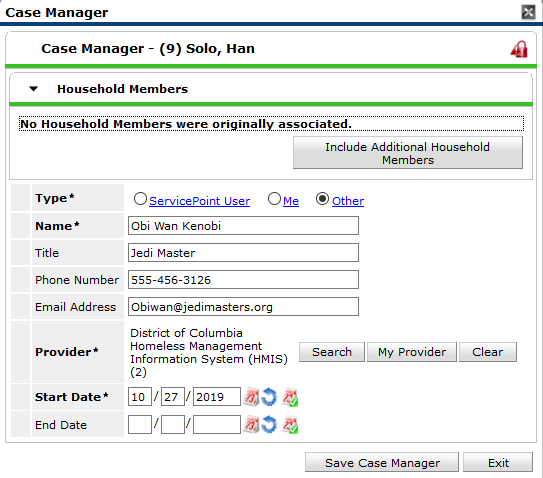 Case Manager
Case Manager - (9) Solo, Han
Household Members
No Household Members were originally associated.
Include Additional Household
Members
Type* ServicePoint User Me Other
Name* Obi Wan Kenobi
Title Jedi Master
Phone Number 555-456-3126
Email Address Obiwan@jedimasters.org
Provider* District of Columbia
Homeless Management
Information System (HMIS)
(2)
Search My Provider Clear
Start Date* 10 / 27 / 2019
End Date / /
Save Case Manager Exit